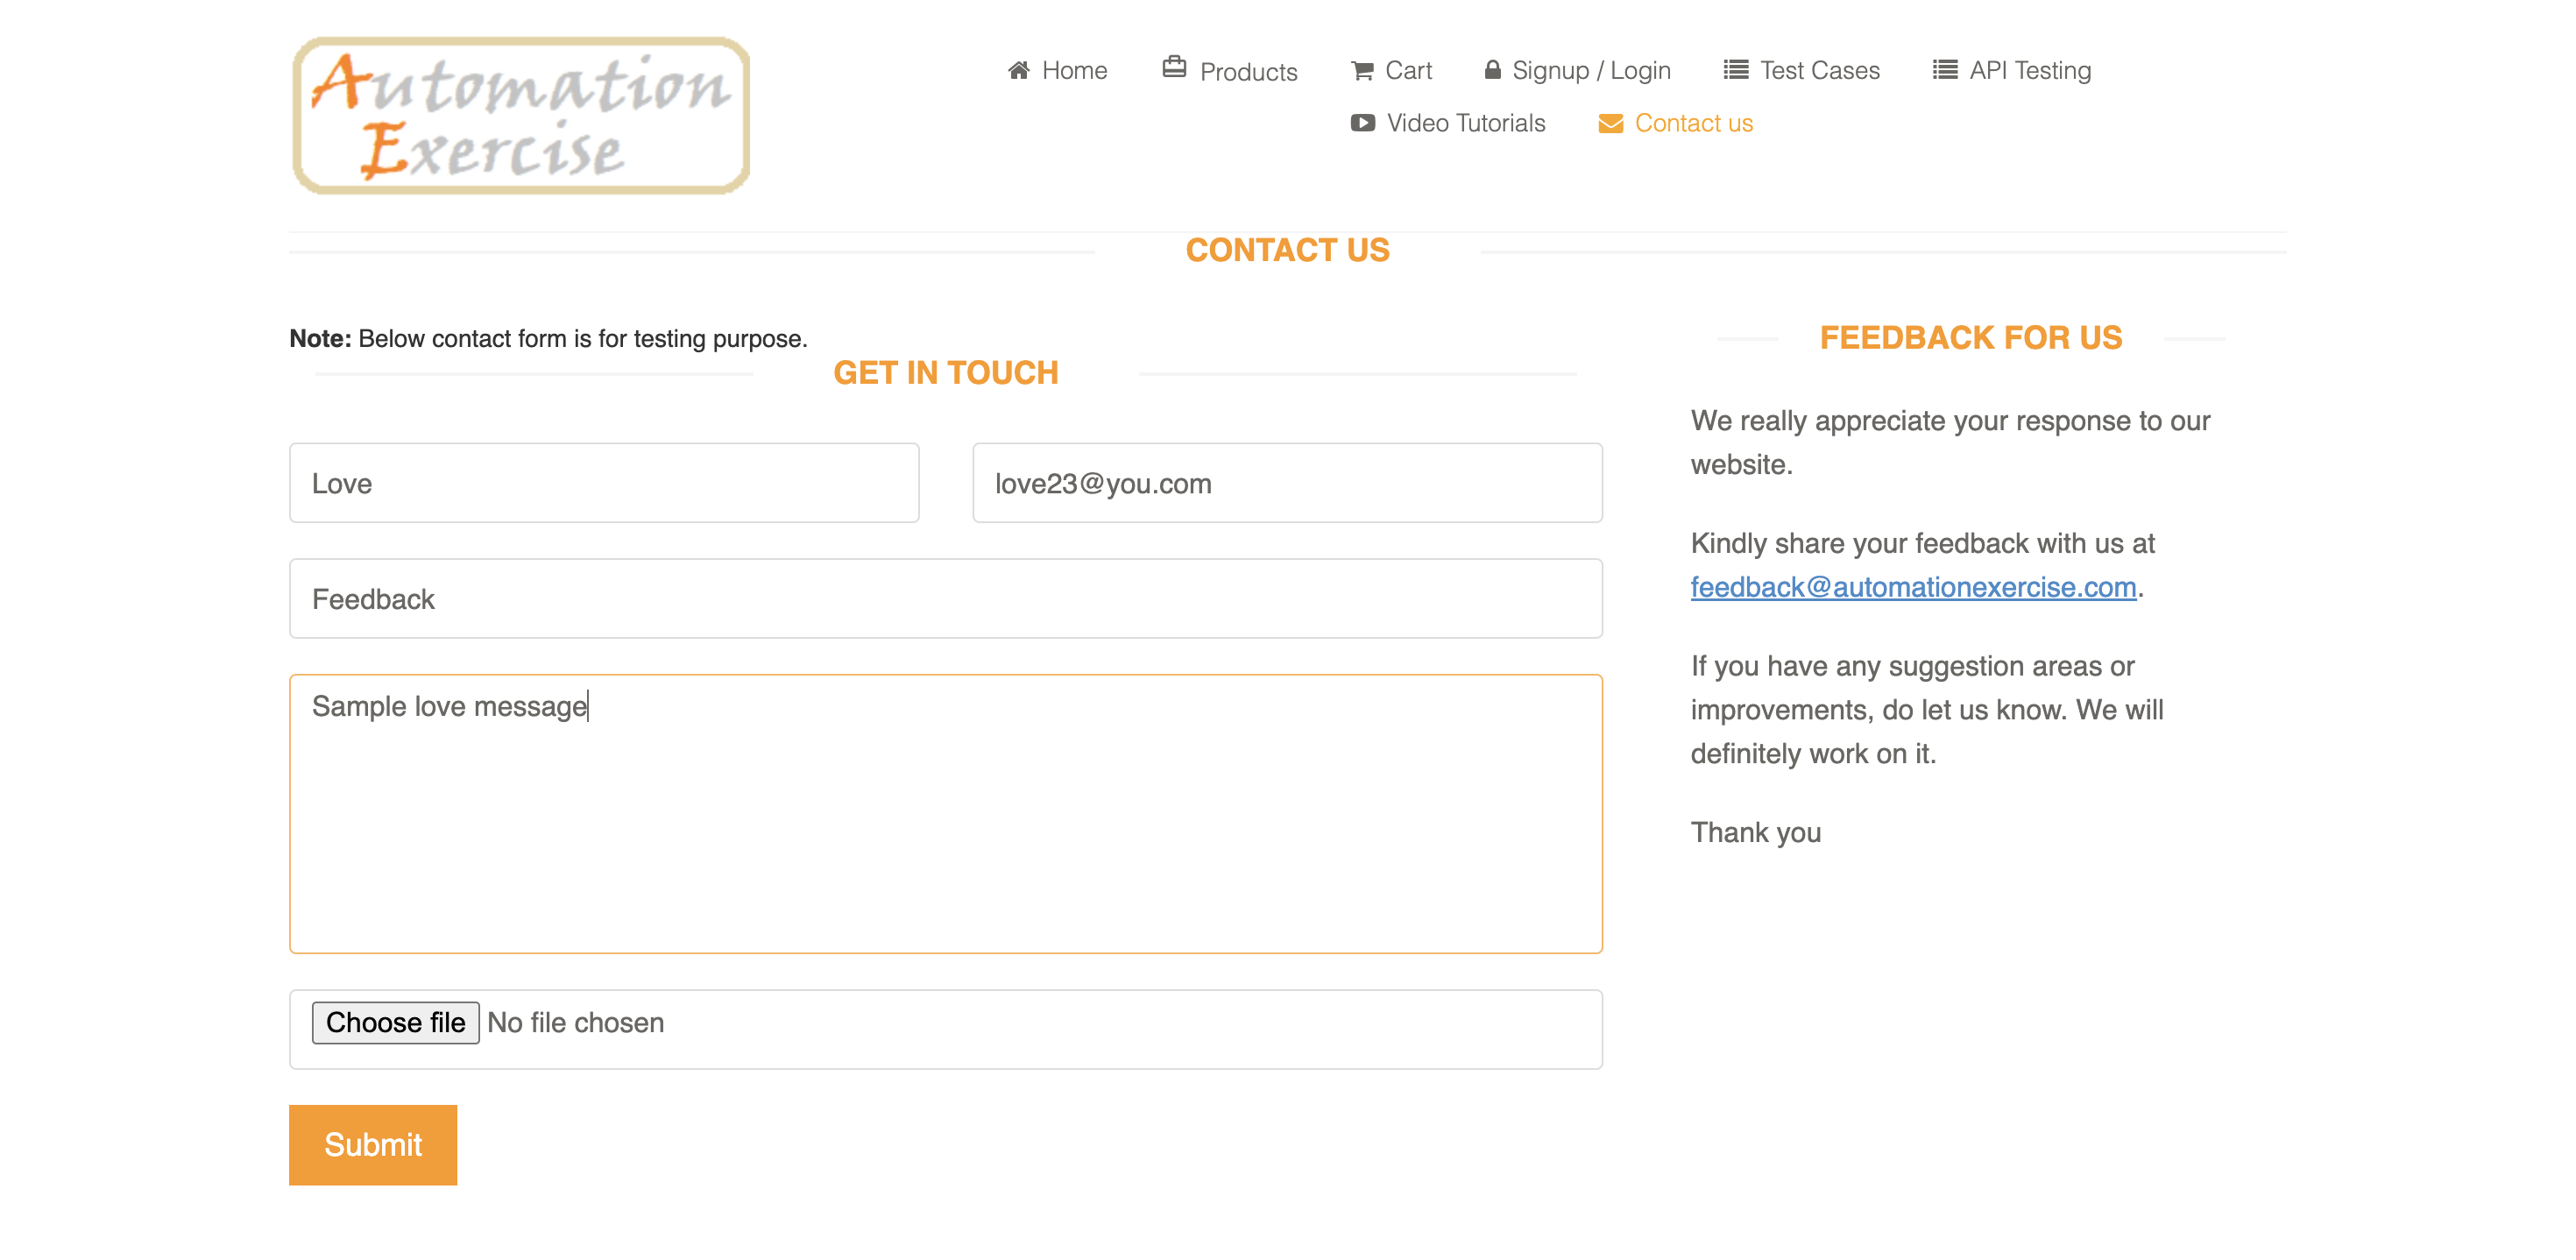 Automation
Exercise
Home Products Cart Signup / Login Test Cases API Testing
Video Tutorials Contact us
CONTACT US
Note: Below contact form is for testing purpose.
GET IN TOUCH
Love
love23@you.com
Feedback
Sample love message
Choose file No file chosen
Submit
FEEDBACK FOR US
We really appreciate your response to our
website.
Kindly share your feedback with us at
feedback@automationexercise.com.
If you have any suggestion areas or
improvements, do let us know. We will
definitely work on it.
Thank you